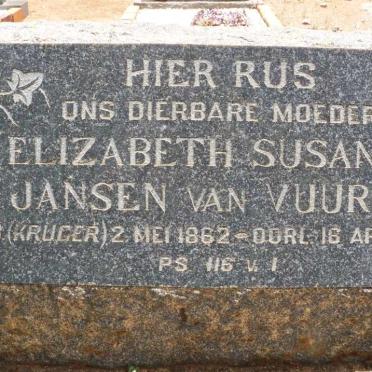 HIER RUS
ONS DIERBARE MOEDER
ELIZABETH SUSAN
JANSEN VAN VUUR
(KRUGER) 2 MEI 1862 - OORL. 16 AP
PS 116 V. 1